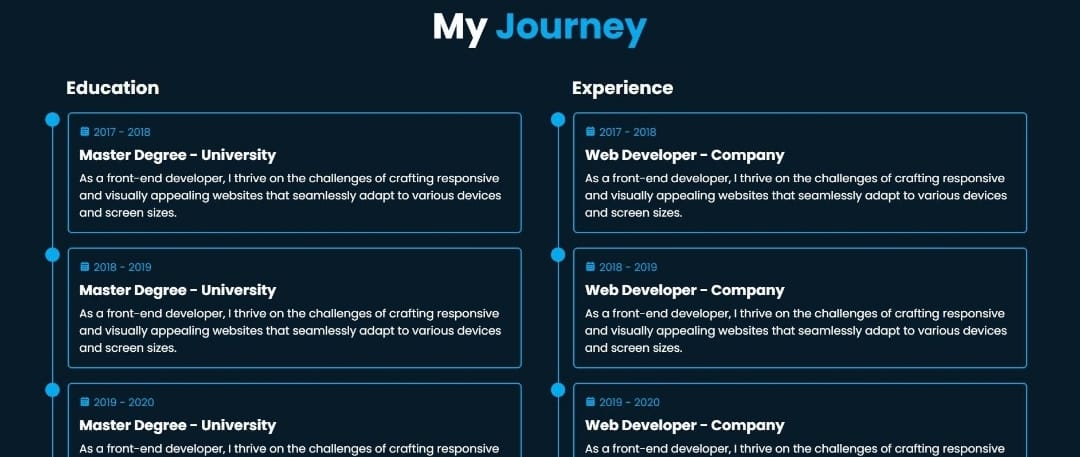 My Journey
Education
2017 - 2018
Master Degree - University
As a front-end developer, I thrive on the challenges of crafting responsive
and visually appealing websites that seamlessly adapt to various devices
and screen sizes.
2018 - 2019
Master Degree - University
As a front-end developer, I thrive on the challenges of crafting responsive
and visually appealing websites that seamlessly adapt to various devices
and screen sizes.
2019 - 2020
Master Degree - University
As a front-end developer, I thrive on the challenges of crafting responsive
Experience
2017 - 2018
Web Developer - Company
As a front-end developer, I thrive on the challenges of crafting responsive
and visually appealing websites that seamlessly adapt to various devices
and screen sizes.
2018 - 2019
Web Developer - Company
As a front-end developer, I thrive on the challenges of crafting responsive
and visually appealing websites that seamlessly adapt to various devices
and screen sizes.
2019 - 2020
Web Developer - Company
As a front-end developer, I thrive on the challenges of crafting responsive